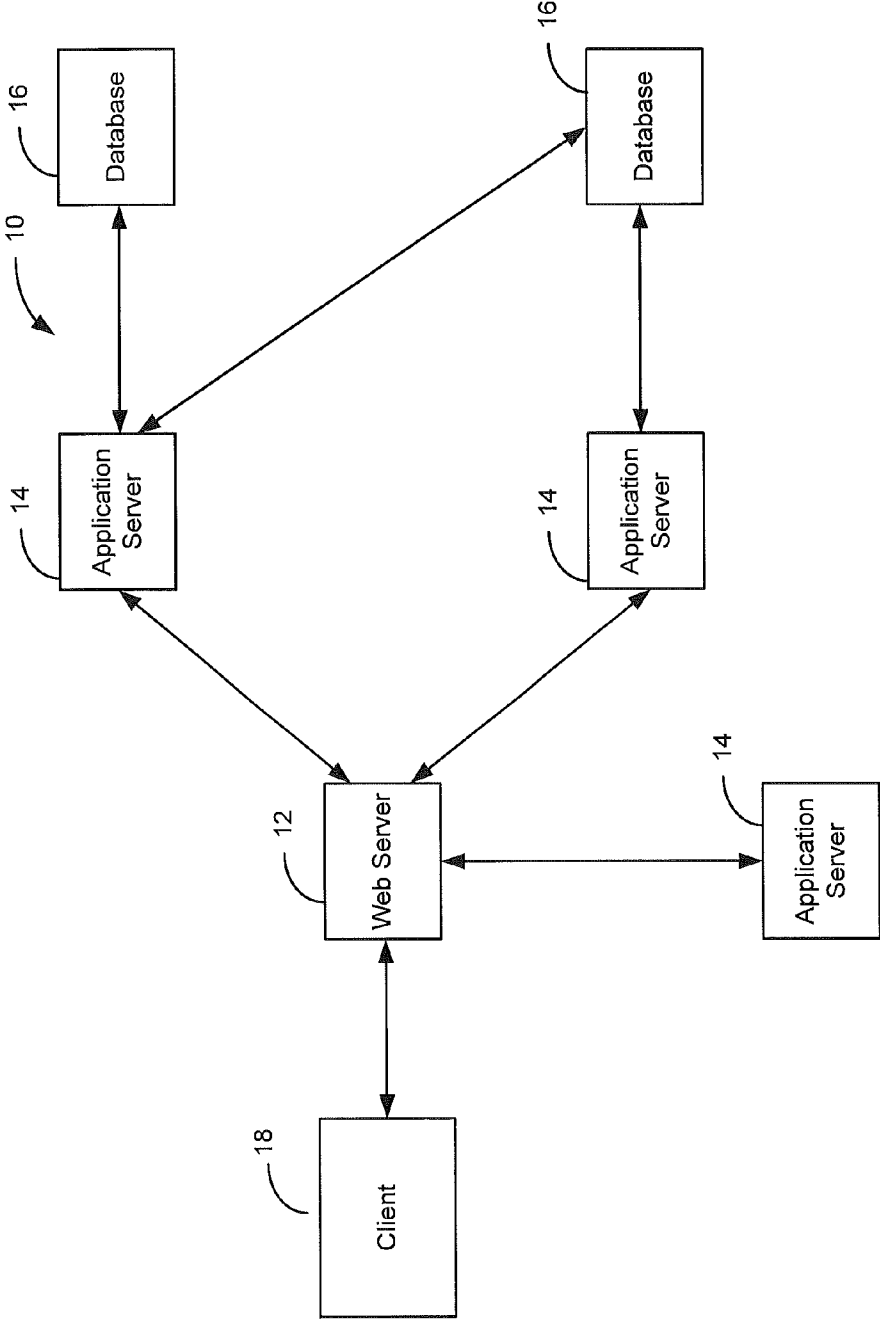 14
10
16
Application
Server
Database
18
12
Client
Web Server
14
16
Application
Server
Database
14
Application
Server